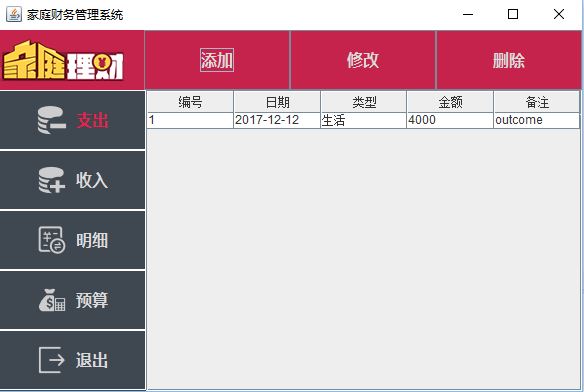 家庭财务管理系统
家庭理财
添加 修改 删除
支出
收入
明细
预算
退出
编号 日期 类型 金额 备注
1 2017-12-12 生活 4000 outcome